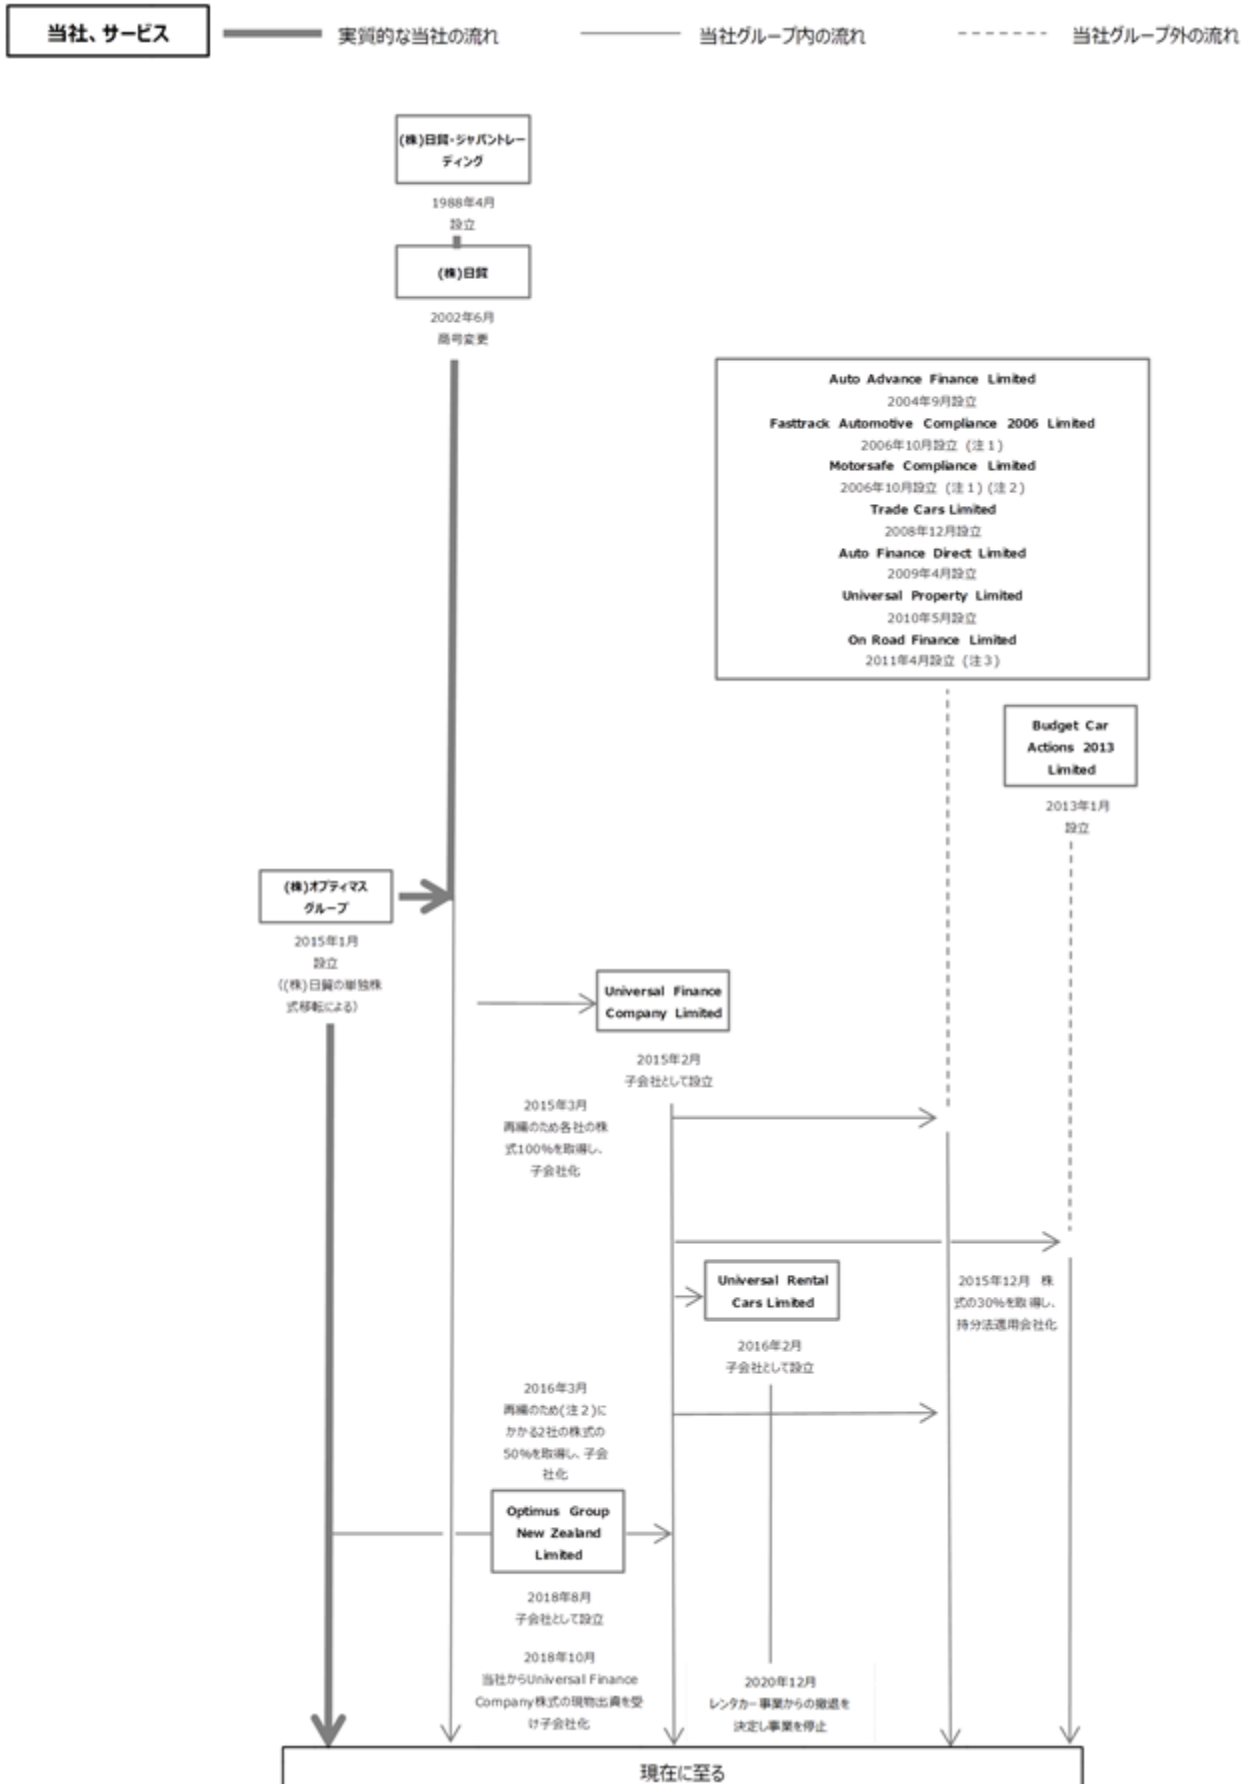 当社、サービス
実質的な当社の流れ
当社グループ内の流れ
当社グループ外の流れ
(株)日貿・ジャパントレー
ディング
1988年4月
設立
(株)日貿
2002年6月
商号変更
Auto Advance Finance Limited
2004年9月設立
Fasttrack Automotive Compliance 2006 Limited
2006年10月設立 (注1)
Motorsafe Compliance Limited
2006年10月設立 (注1) (注2)
Trade Cars Limited
2008年12月設立
Auto Finance Direct Limited
2009年4月設立
Universal Property Limited
2010年5月設立
On Road Finance Limited
2011年4月設立 (注3)
Budget Car
Actions 2013
Limited
2013年1月
設立
(株)オプティマス
グループ
2015年1月
設立
((株)日貿の単独株
式移転による)
Universal Finance
Company Limited
2015年2月
子会社として設立
2015年3月
再編のため各社の株
式100%を取得し、
子会社化
Universal Rental
Cars Limited
2016年2月
子会社として設立
2015年12月 株
式の30%を取得し、
持分法適用会社化
2016年3月
再編のため(注2)に
かかる2社の株式の
50%を取得し、子会
社化
Optimus Group
New Zealand
Limited
2018年8月
子会社として設立
2018年10月
当社からUniversal Finance
Company株式の現物出資を受
け子会社化
2020年12月
レンタカー事業からの撤退を
決定し事業を停止
現在に至る